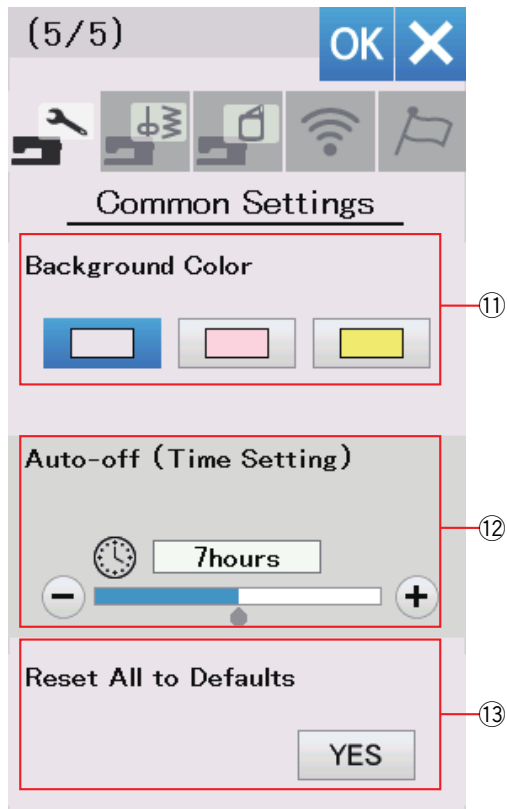 (5/5)
OK
Common Settings
Background Color
⑪
Auto-off (Time Setting)
⑫
7hours
Reset All to Defaults
⑬
YES